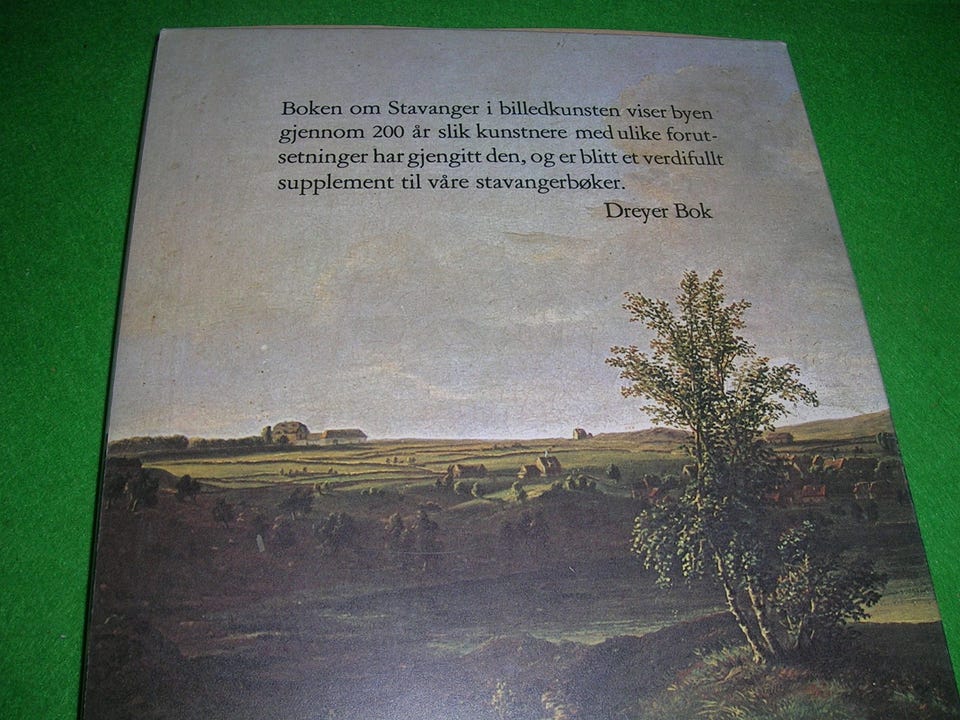 Boken om Stavanger i billedkunsten viser byen
gjennom 200 år slik kunstnere med ulike forut-
setninger har gjengitt den, og er blitt et verdifullt
supplement til våre stavangerbøker.
Dreyer Bok